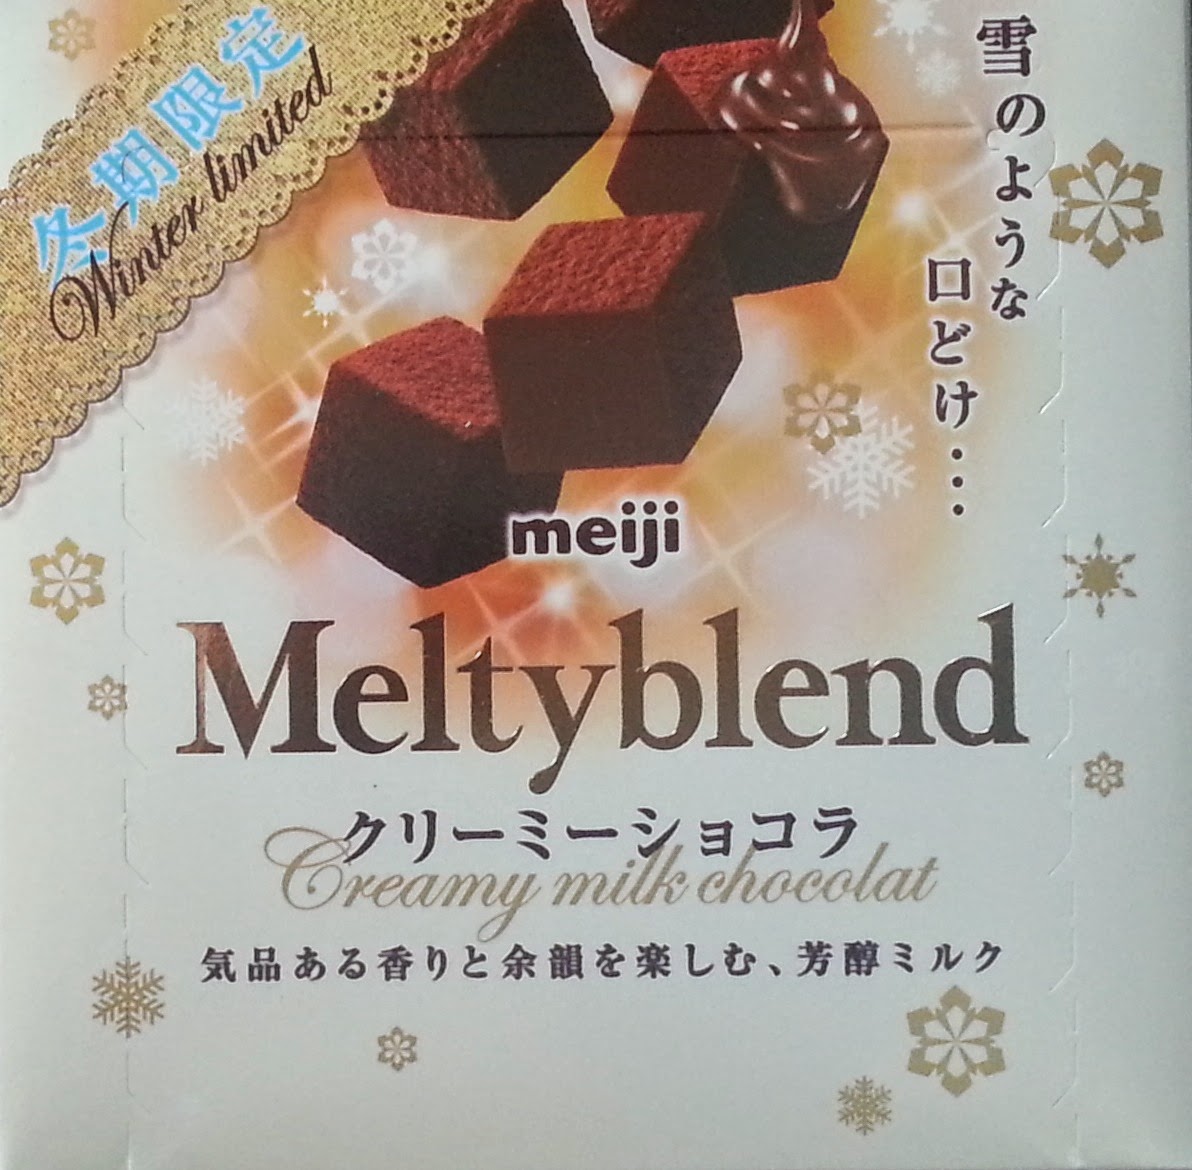 冬期限定
Winter limited
雪のような
口どけ...
meiji
Meltyblend
クリーミーショコラ
Creamy milk chocolat
気品ある香りと余韻を楽しむ、芳醇ミルク